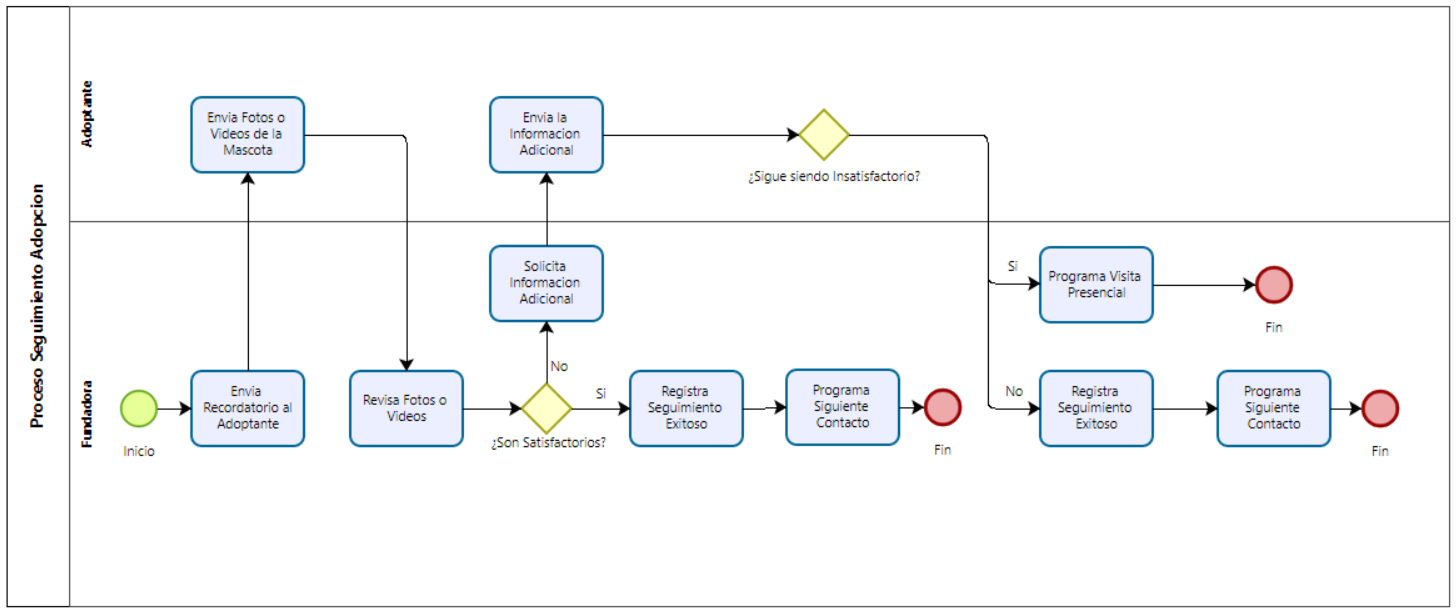 Proceso Seguimiento Adopcion
Adoptante
Envia Fotos o
Videos de la
Mascota
Envia la
Informacion
Adicional
¿Sigue siendo Insatisfactorio?
Fundadora
Solicita
Informacion
Adicional
Si
Programa Visita
Presencial
Fin
Inicio
Envia
Recordatorio al
Adoptante
Revisa Fotos o
Videos
No
¿Son Satisfactorios?
Si
Registra
Seguimiento
Exitoso
Programa
Siguiente
Contacto
Fin
No
Registra
Seguimiento
Exitoso
Programa
Siguiente
Contacto
Fin